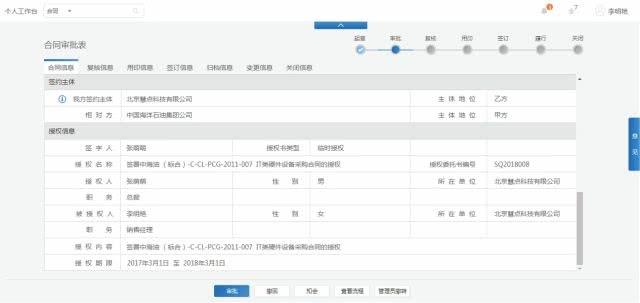 个人工作台 合同 1 7 李明艳
合同审批表
起草 审批 复核 用印 签订 履行 关闭
合同信息 复核信息 用印信息 签订信息 归档信息 变更信息 关闭信息
签约主体
我方签约主体 北京慧点科技有限公司 主体地位 乙方
相对方 中国海洋石油集团公司 主体地位 甲方
授权信息
签字人 张萌萌 授权书类型 临时授权
授权名称 签署中海油（标台）-C-CL-PCG-2011-007 IT类硬件设备采购合同的授权 授权委托书编号 SQ2018008
授权人 张萌萌 性别 男 所在单位 北京慧点科技有限公司
职务 总裁
被授权人 李明艳 性别 女 所在单位 北京慧点科技有限公司
职务 销售经理
授权内容 签署中海油（标台）-C-CL-PCG-2011-007 IT类硬件设备采购合同的授权
授权期限 2017年3月1日 至 2018年3月1日
意见
审批 撤回 知会 查看流程 管理员撤转